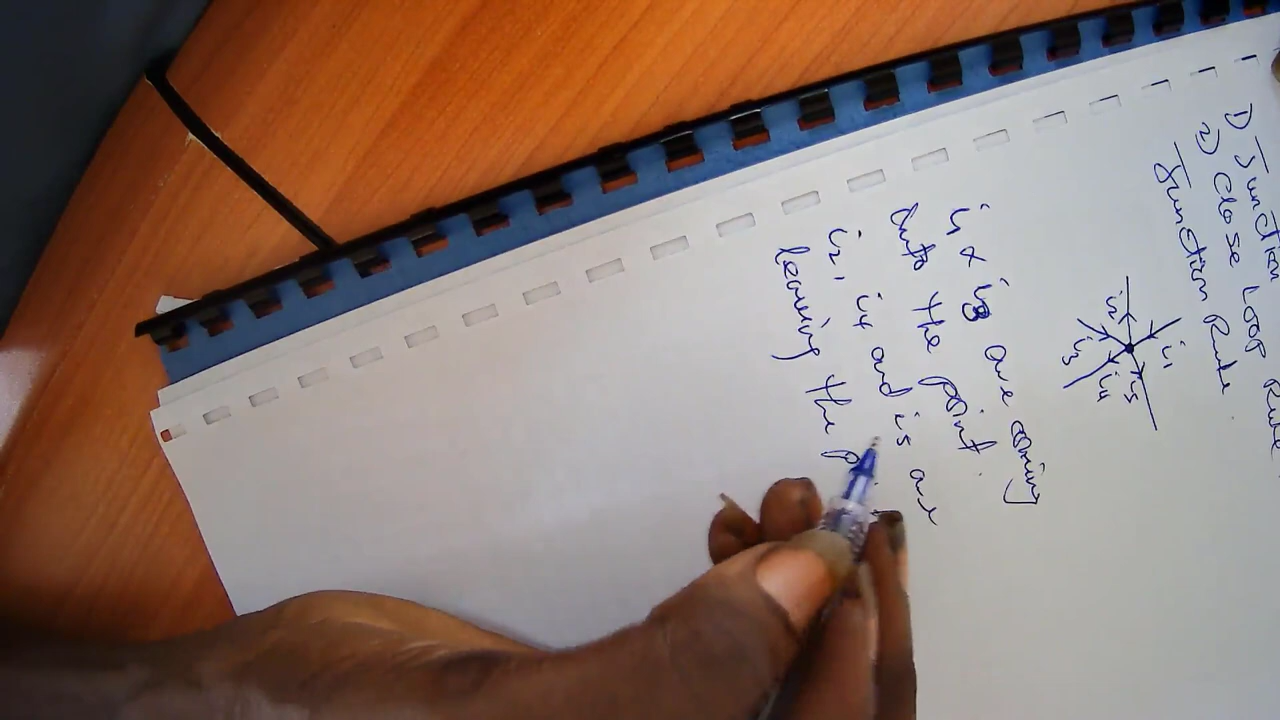 1) Junction Rule
2) Close Loop
Junction Rule.
i1
i2
i3
i4
i5
i1 & i3 are coming
into the point.
i2, i4 and i5 are
leaving the